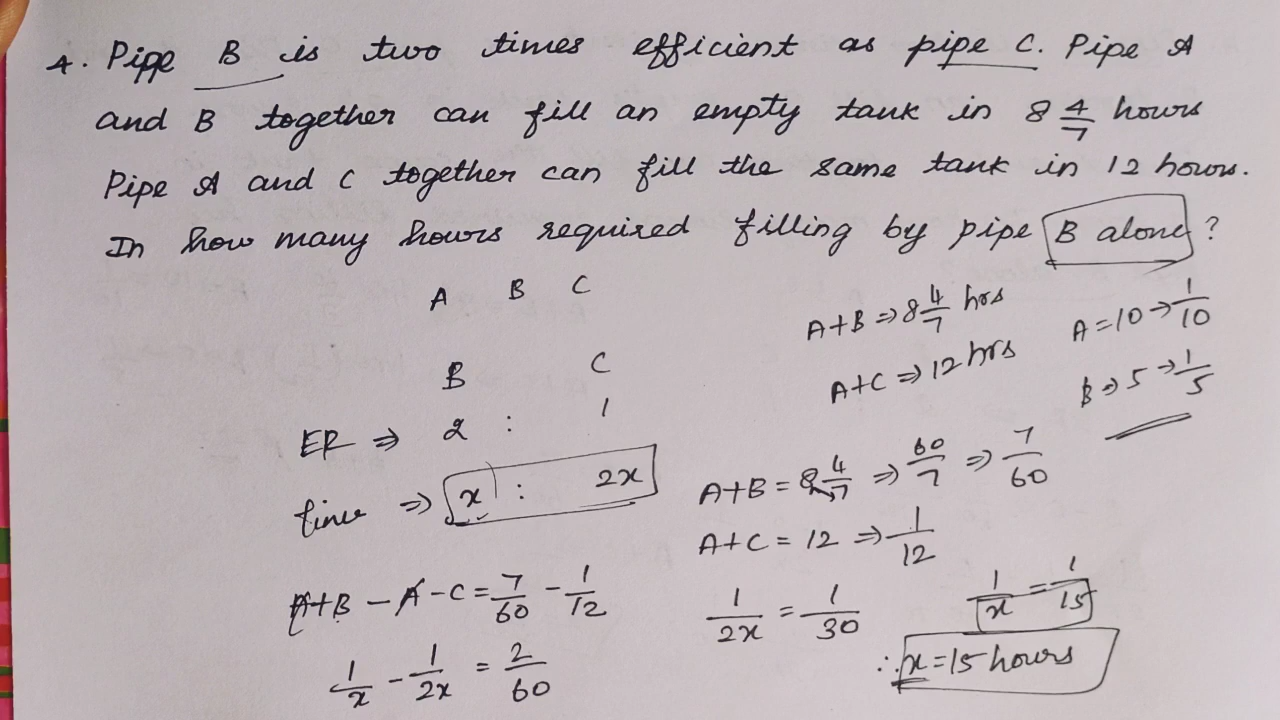 4. Pipe B is two times efficient as pipe C. Pipe A
and B together can fill an empty tank in 8 4/7 hours
Pipe A and C together can fill the same tank in 12 hours.
In how many hours required filling by pipe B alone ?
A B C
A+B ⇒ 8 4/7 hrs
A+C ⇒ 12 hrs
A = 10 → 1/10
B ⇒ 5 → 1/5
B C
ER ⇒ 2 : 1
time ⇒ x : 2x
A+B = 8 4/7 ⇒ 60/7 ⇒ 7/60
A+C = 12 ⇒ 1/12
A+B - A - C = 7/60 - 1/12
1/x - 1/2x = 2/60
1/2x = 1/30
1/x = 1/15
∴ x = 15 hours